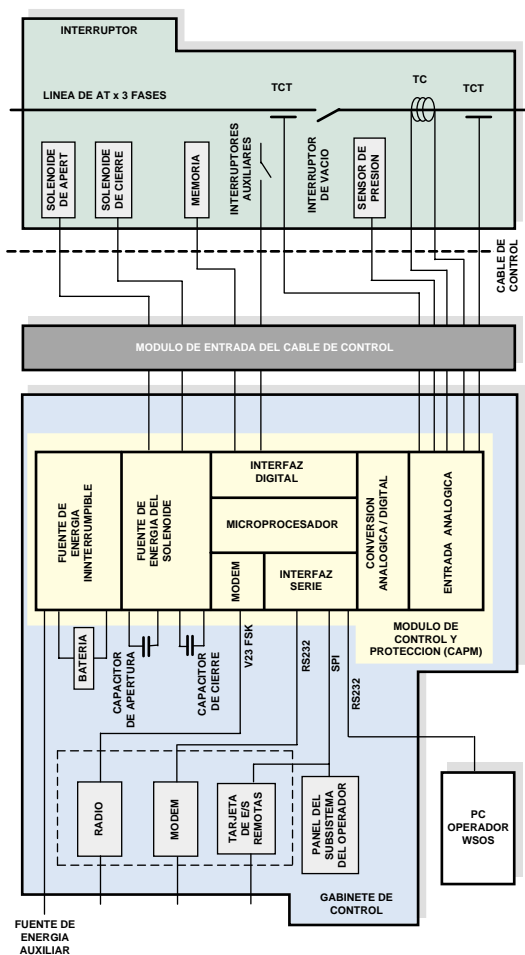 INTERRUPTOR
LINEA DE AT x 3 FASES
TCT
TC
TCT
SOLENOIDE
DE APERT
SOLENOIDE
DE CIERRE
MEMORIA
INTERRUPTORES
AUXILIARES
INTERRUPTOR
DE VACIO
SENSOR DE
PRESION
CABLE DE
CONTROL
MODULO DE ENTRADA DEL CABLE DE CONTROL
FUENTE DE
ENERGIA
ININTERRUMPIBLE
FUENTE DE
ENERGIA DEL
SOLENOIDE
INTERFAZ
DIGITAL
MICROPROCESADOR
MODEM
INTERFAZ
SERIE
CONVERSION
ANALOGICA / DIGITAL
ENTRADA ANALOGICA
MODULO DE
CONTROL Y
PROTECCION (CAPM)
BATERIA
CAPACITOR
DE APERTURA
CAPACITOR
DE CIERRE
V23 FSK
RS232
SPI
RS232
RADIO
MODEM
TARJETA
DE E/S
REMOTAS
PANEL DEL
SUBSISTEMA
DEL OPERADOR
PC
OPERADOR
WSOS
GABINETE DE
CONTROL
FUENTE DE
ENERGIA
AUXILIAR